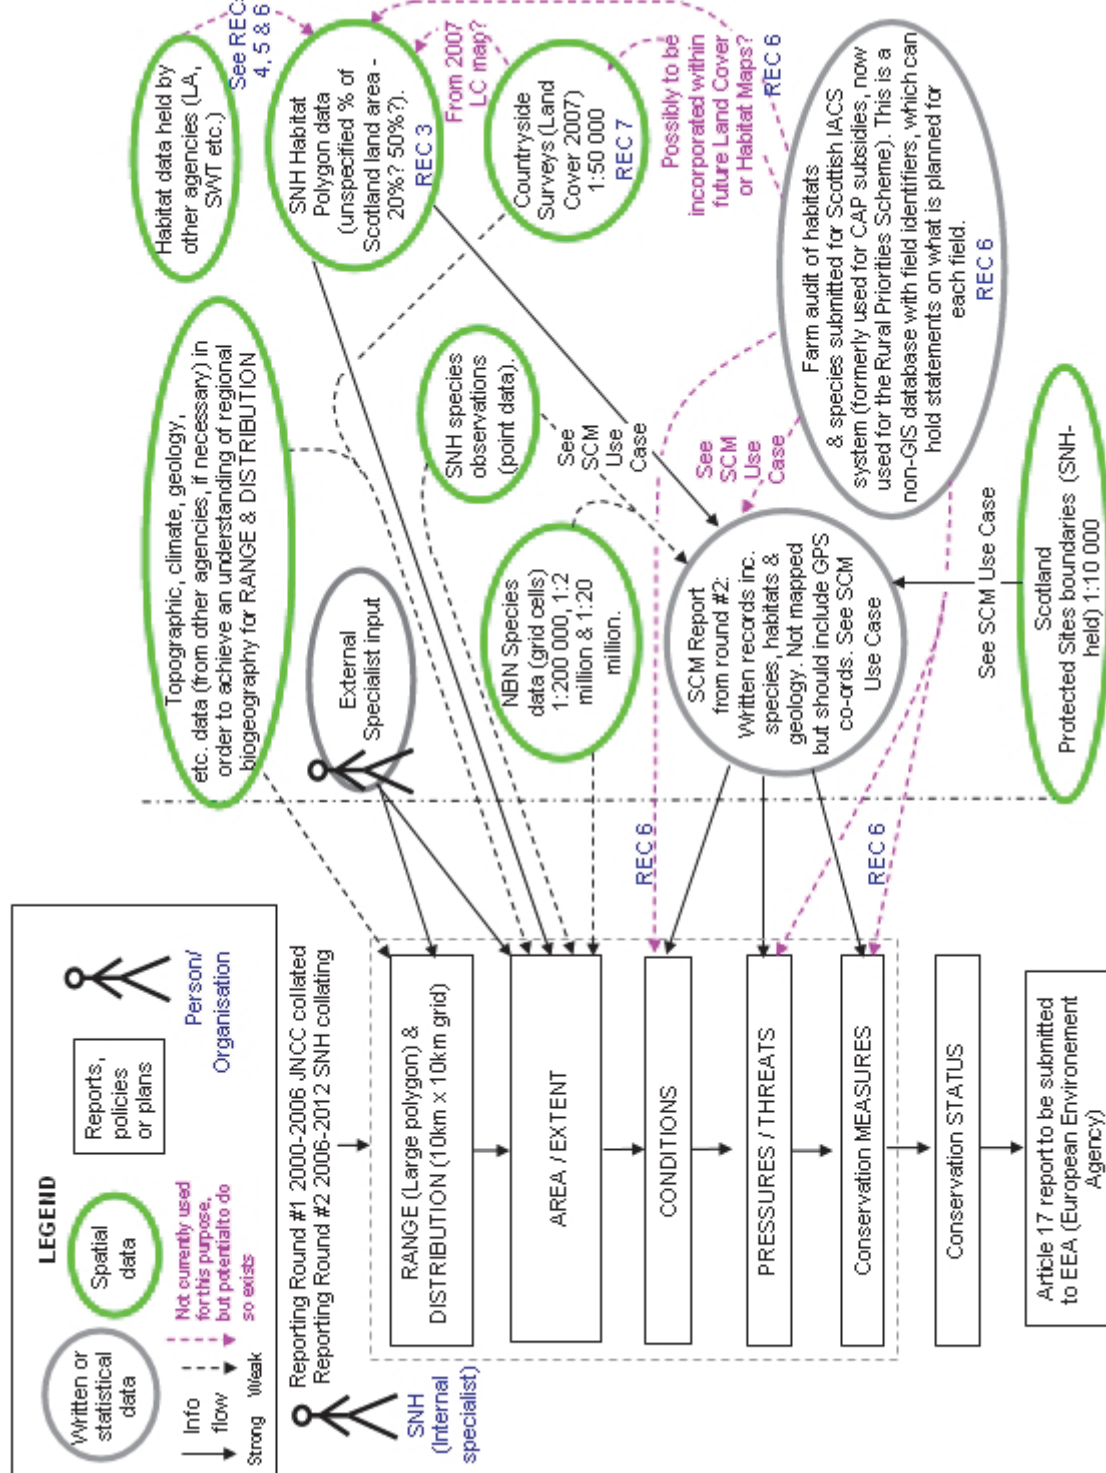 LEGEND
Written or
statistical
data
Spatial
data
Reports,
policies
or plans
Person/
Organisation
Info
flow
Strong
Weak
Not currently used
for this purpose,
but potential to do
so exists
SNH
(Internal
specialist)
Reporting Round #1 2000-2006 JNCC collated
Reporting Round #2 2006-2012 SNH collating
RANGE (Large polygon) &
DISTRIBUTION (10km x 10km grid)
AREA / EXTENT
CONDITIONS
PRESSURES / THREATS
Conservation MEASURES
Conservation STATUS
Article 17 report to be submitted
to EEA (European Environement
Agency)
Topographic, climate, geology,
etc. data (from other agencies, if necessary) in
order to achieve an understanding of regional
biogeography for RANGE & DISTRIBUTION
External
Specialist input
Habitat data held by
other agencies (LA,
SWT etc.)
See REC
4, 5 & 6
SNH Habitat
Polygon data
(unspecified % of
Scotland land area -
20%? 50%?).
REC 3
From 2007
LC map?
Countryside
Surveys (Land
Cover 2007)
1:50 000
REC 7
Possibly to be
incorporated within
future Land Cover
or Habitat Maps?
REC 6
SNH species
observations
(point data).
See
SCM
Use
Case
NBN Species
data (grid cells)
1:200 000, 1:2
million & 1:20
million.
See
SCM
Use
Case
SCM Report
from round #2:
Written records inc.
species, habitats &
geology. Not mapped
but should include GPS
co-ords. See SCM
Use Case
Farm audit of habitats
& species submitted for Scottish IACS
system (formerly used for CAP subsidies, now
used for the Rural Priorities Scheme). This is a
non-GIS database with field identifiers, which can
hold statements on what is planned for
each field.
REC 6
REC 6
REC 6
See SCM Use Case
Scotland
Protected Sites boundaries (SNH-
held) 1:10 000